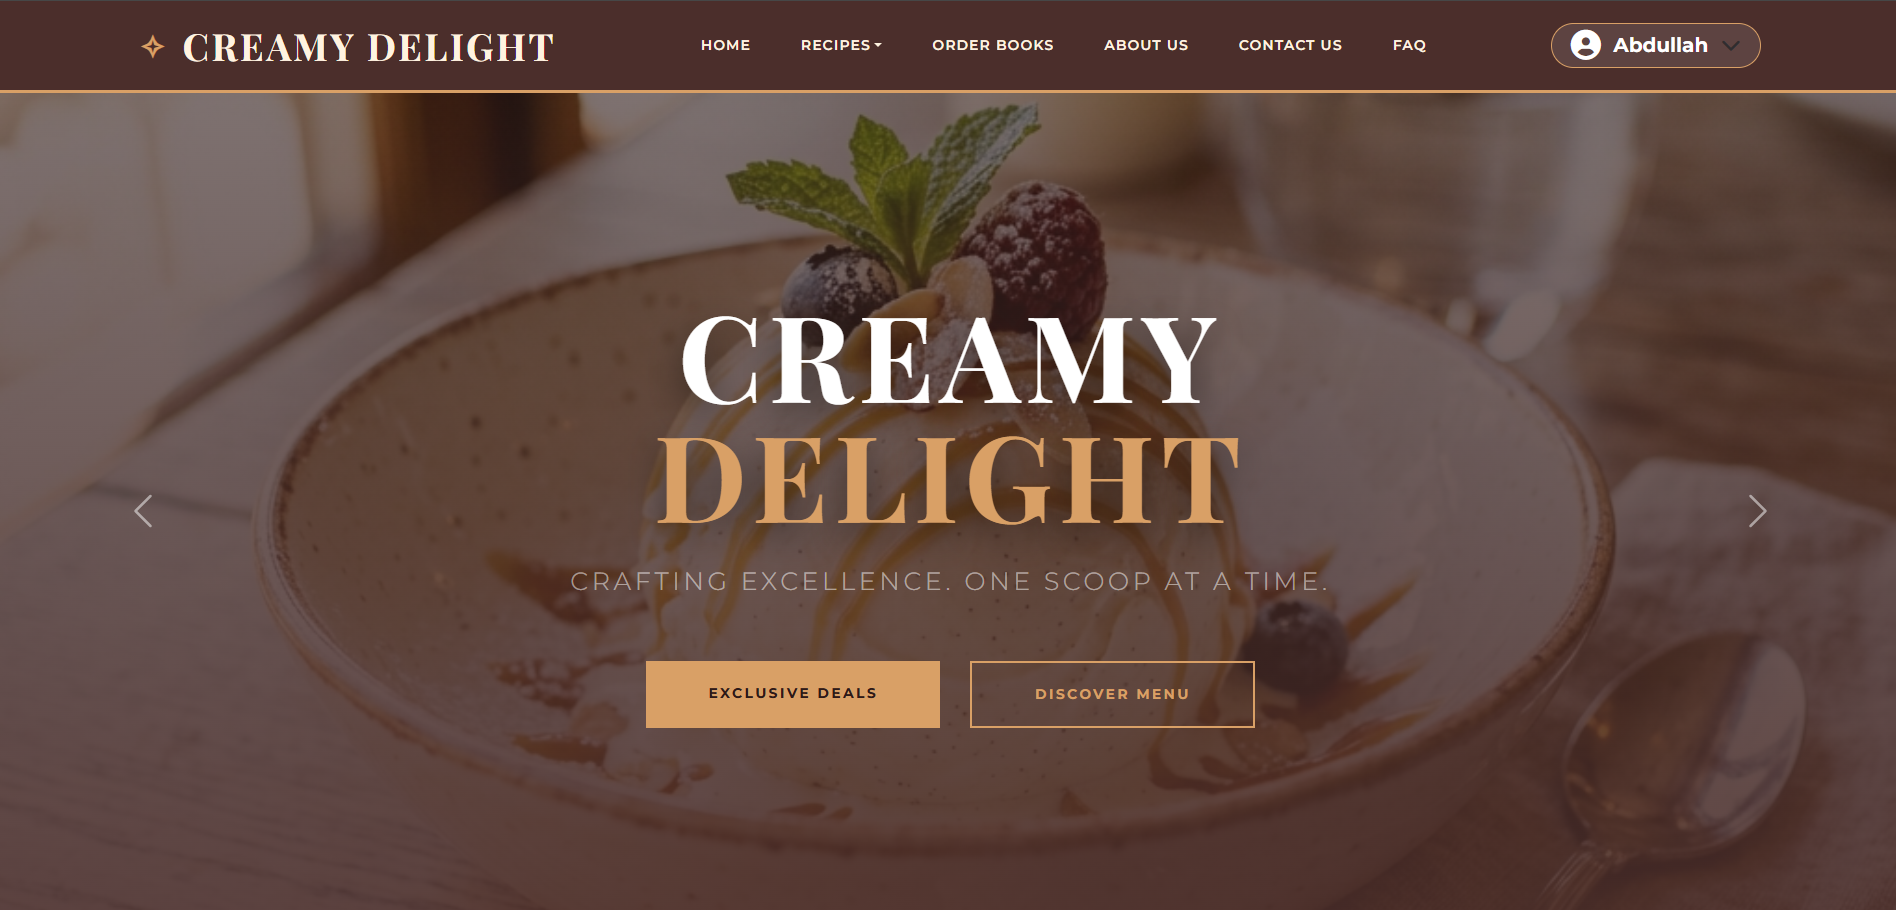 CREAMY DELIGHT
HOME
RECIPES
ORDER BOOKS
ABOUT US
CONTACT US
FAQ
Abdullah
CREAMY
DELIGHT
CRAFTING EXCELLENCE. ONE SCOOP AT A TIME.
EXCLUSIVE DEALS
DISCOVER MENU